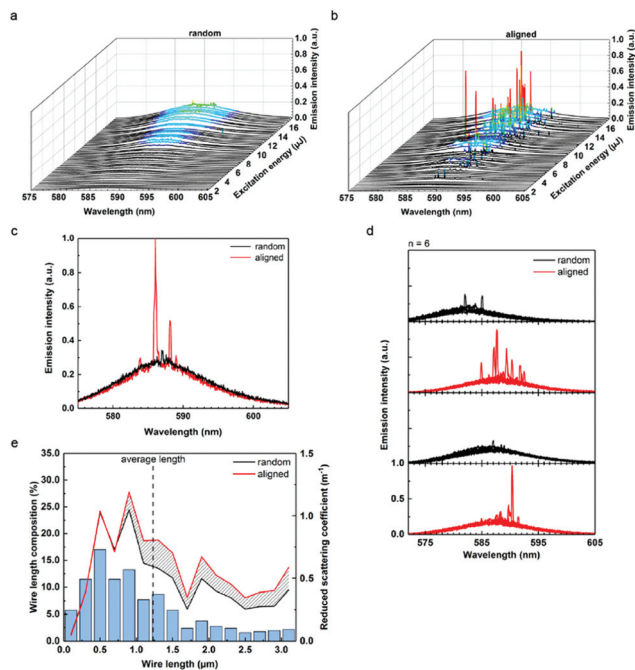 a
random
1.0
0.8
0.6
0.4
0.2
0.0
Emission intensity (a.u.)
16
14
12
10
8
6
4
2
Excitation energy (µJ)
575 580 585 590 595 600 605
Wavelength (nm)
b
aligned
1.0
0.8
0.6
0.4
0.2
0.0
Emission intensity (a.u.)
16
14
12
10
8
6
4
2
Excitation energy (µJ)
575 580 585 590 595 600 605
Wavelength (nm)
c
1.0
0.8
0.6
0.4
0.2
0.0
Emission intensity (a.u.)
random
aligned
580 590 600
Wavelength (nm)
d
n = 6
random
aligned
Emission intensity (a.u.)
1.0
0.5
0.0
572 583 594 605
Wavelength (nm)
e
35.0
30.0
25.0
20.0
15.0
10.0
5.0
0.0
Wire length composition (%)
average length
random
aligned
1.5
1.2
0.9
0.6
0.3
0.0
Reduced scattering coefficient (m⁻¹)
0.0 0.5 1.0 1.5 2.0 2.5 3.0
Wire length (µm)